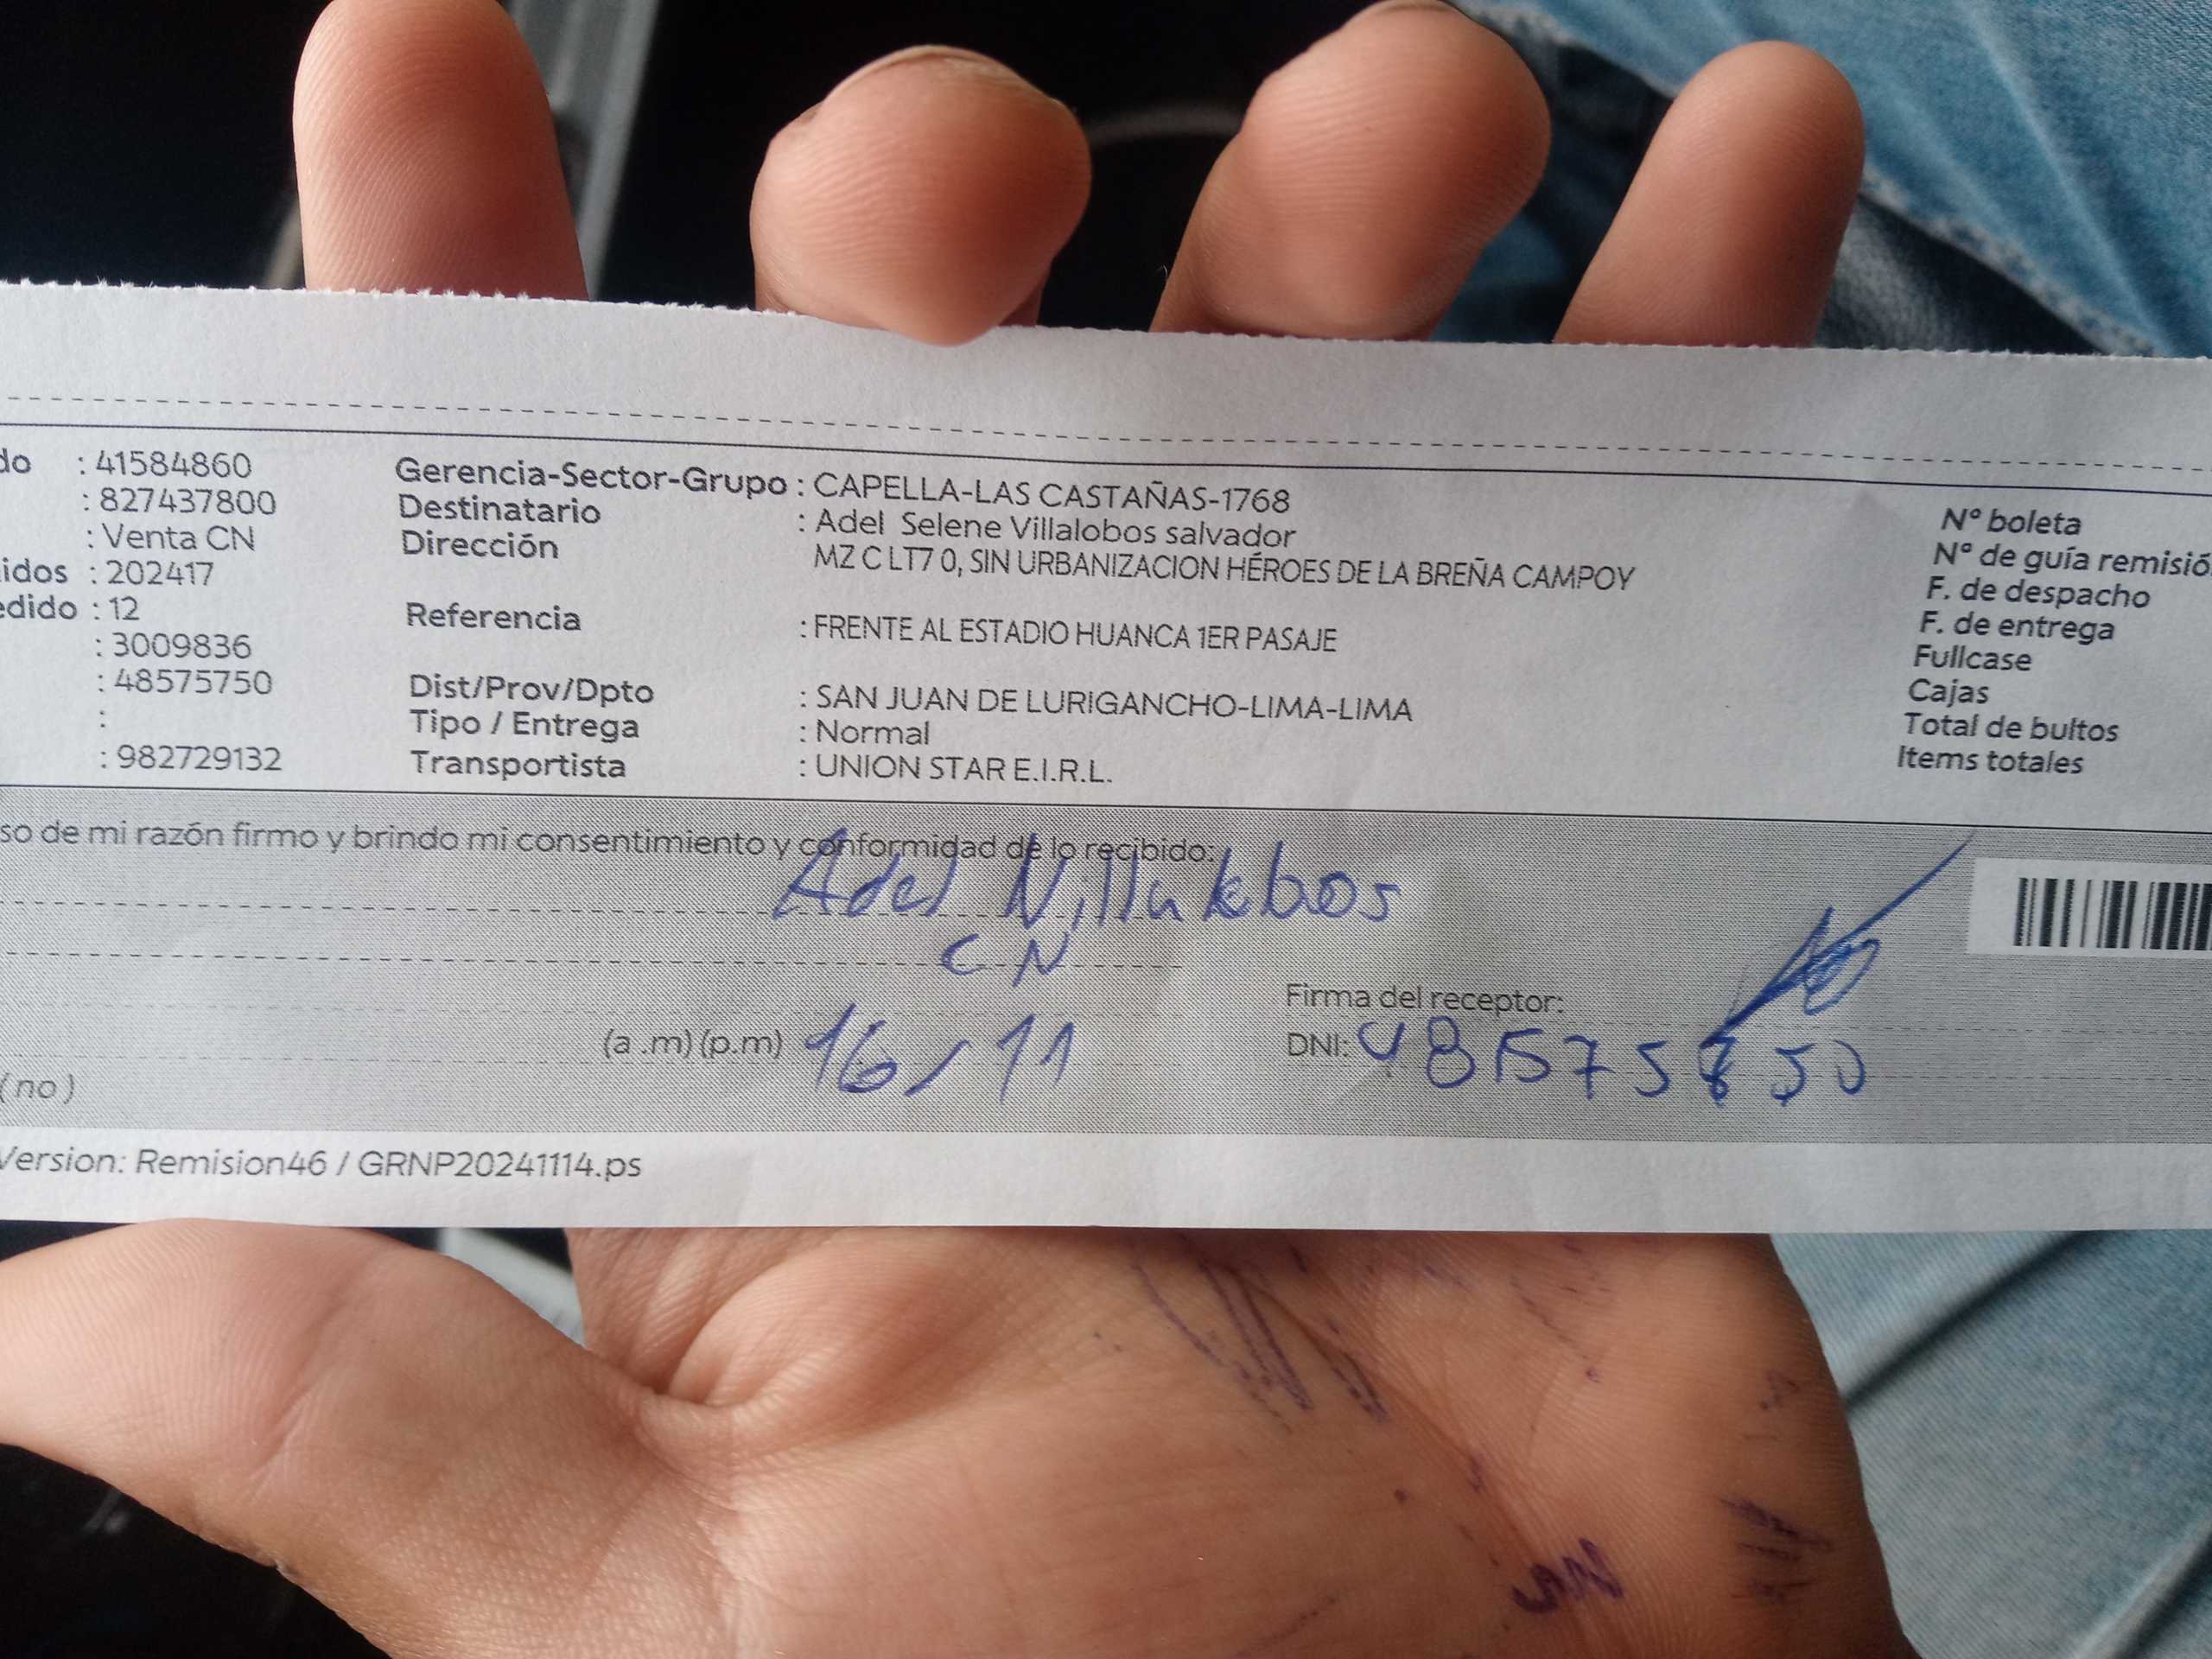 do : 41584860
: 827437800
: Venta CN
idos : 202417
edido : 12
: 3009836
: 48575750
:
: 982729132
Gerencia-Sector-Grupo : CAPELLA-LAS CASTAÑAS-1768
Destinatario : Adel Selene Villalobos salvador
Dirección MZ C LT7 0, SIN URBANIZACION HÉROES DE LA BREÑA CAMPOY
Referencia : FRENTE AL ESTADIO HUANCA 1ER PASAJE
Dist/Prov/Dpto : SAN JUAN DE LURIGANCHO-LIMA-LIMA
Tipo / Entrega : Normal
Transportista : UNION STAR E.I.R.L.
N° boleta
N° de guía remisió
F. de despacho
F. de entrega
Fullcase
Cajas
Total de bultos
Items totales
so de mi razón firmo y brindo mi consentimiento y conformidad de lo recibido:
Adel Villalobos
CN
Firma del receptor:
(a .m) (p.m) 16/11
DNI: 48575
50
(no)
Version: Remision46 / GRNP20241114.ps